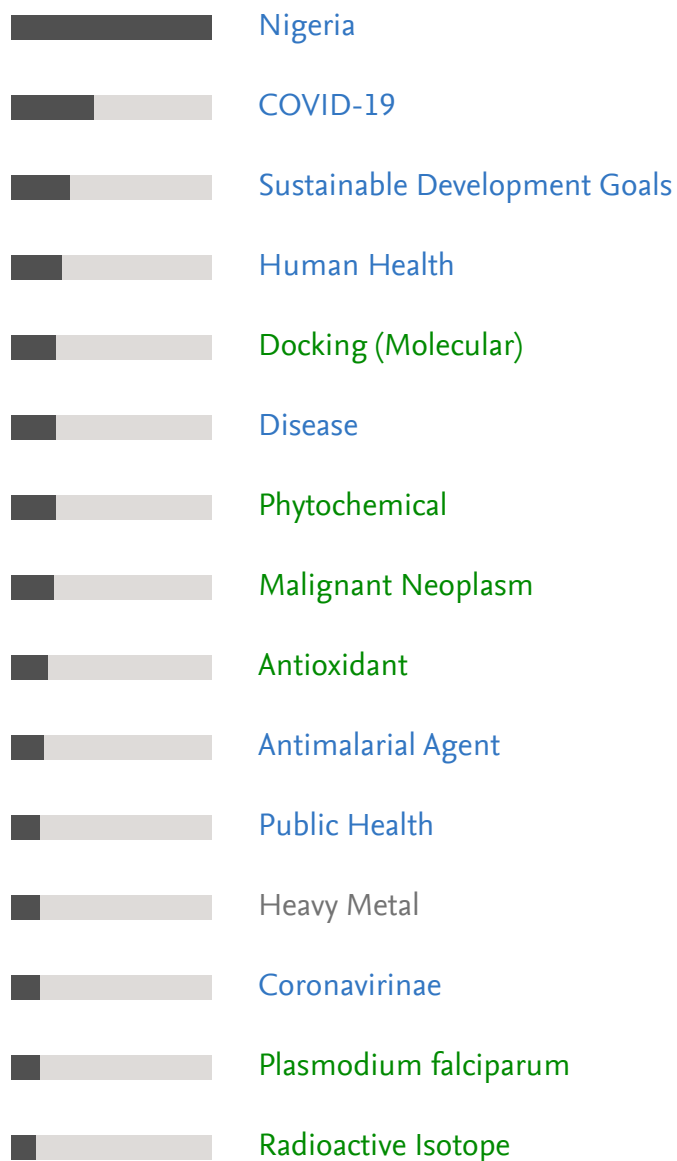 Nigeria
COVID-19
Sustainable Development Goals
Human Health
Docking (Molecular)
Disease
Phytochemical
Malignant Neoplasm
Antioxidant
Antimalarial Agent
Public Health
Heavy Metal
Coronavirinae
Plasmodium falciparum
Radioactive Isotope